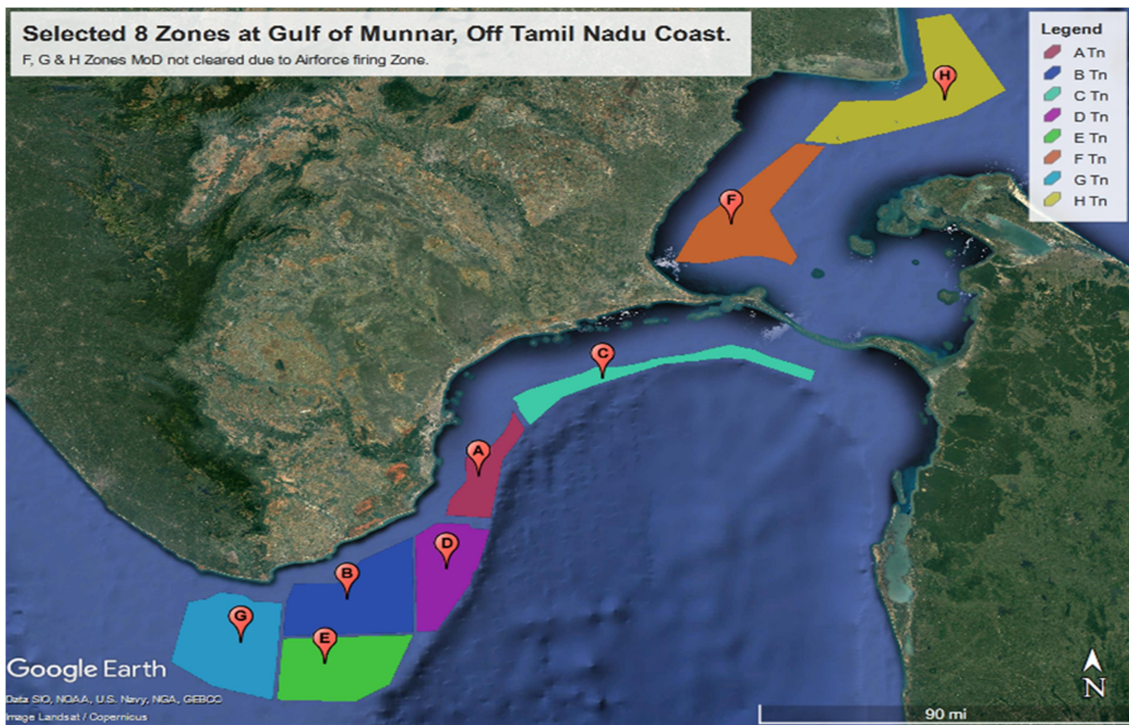 Selected 8 Zones at Gulf of Munnar, Off Tamil Nadu Coast.
F, G & H Zones MoD not cleared due to Airforce firing Zone.
Legend
A Tn
B Tn
C Tn
D Tn
E Tn
F Tn
G Tn
H Tn
H
F
C
A
D
B
G
E
Google Earth
Data SIO, NOAA, U.S. Navy, NGA, GEBCO
Image Landsat / Copernicus
N
90 mi